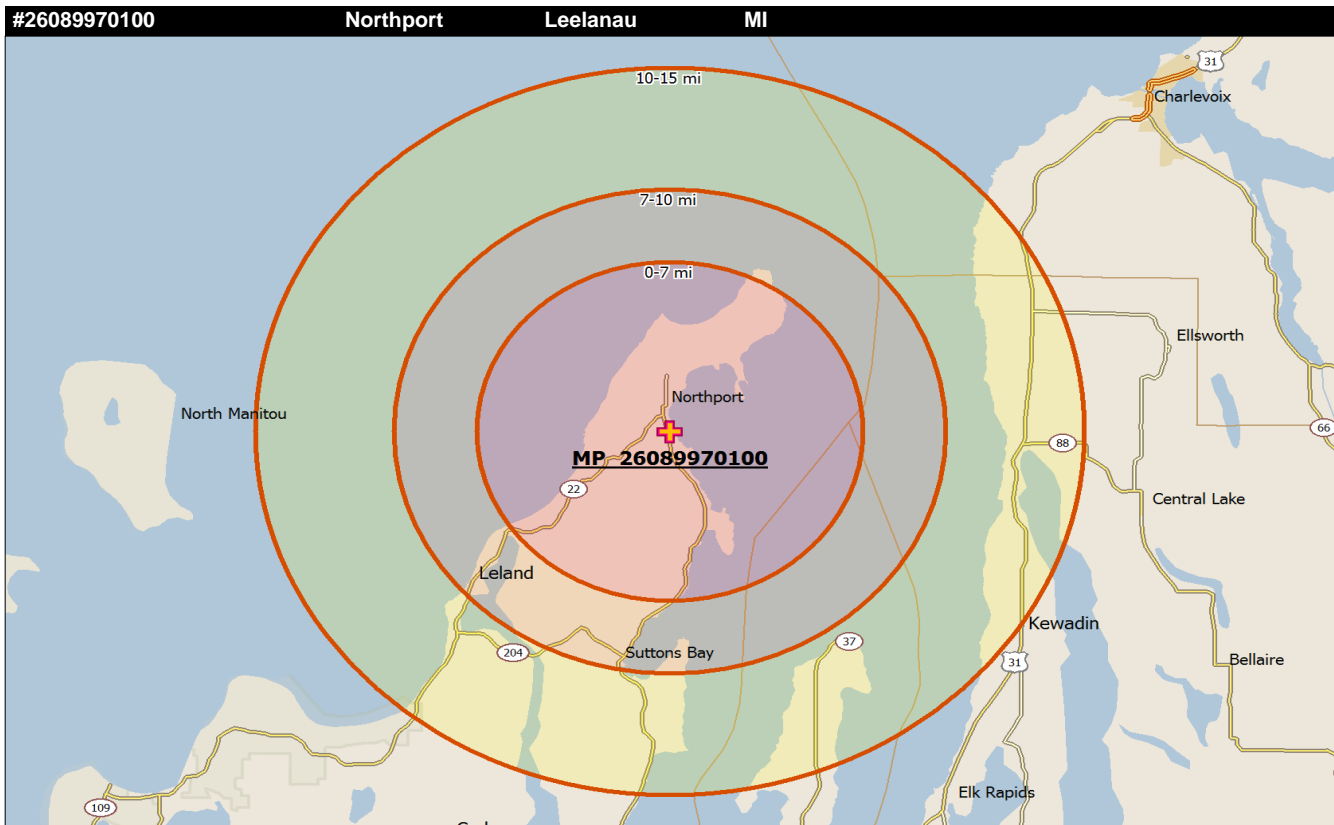 #26089970100 Northport Leelanau MI
31
10-15 mi
Charlevoix
7-10 mi
0-7 mi
Ellsworth
Northport
North Manitou
66
88
MP 26089970100
22
Central Lake
Leland
Kewadin
37
204
Suttons Bay
31
Bellaire
Elk Rapids
109